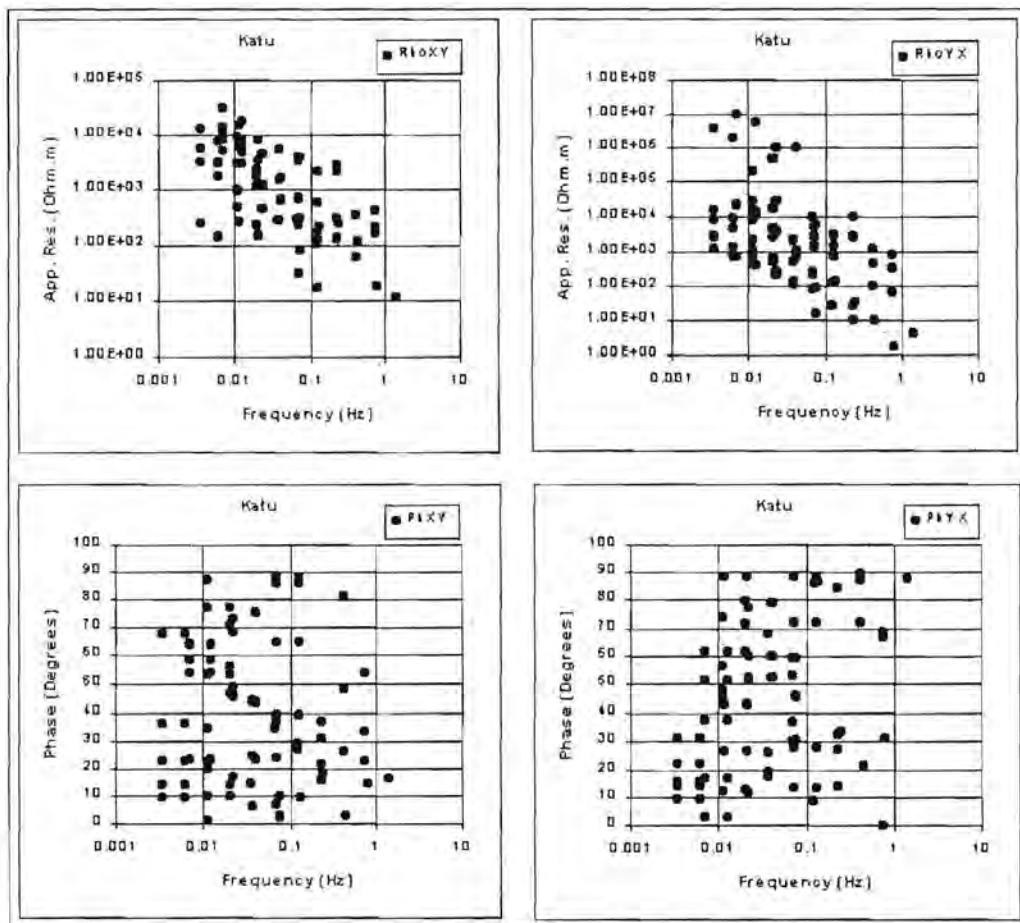 Katu
RhoXY
1.00E+05
1.00E+04
1.00E+03
1.00E+02
1.00E+01
1.00E+00
App. Res. (Ohm.m)
0.001 0.01 0.1 1 10
Frequency (Hz)
Katu
RhoYX
1.00E+08
1.00E+07
1.00E+06
1.00E+05
1.00E+04
1.00E+03
1.00E+02
1.00E+01
1.00E+00
App. Res. (Ohm.m)
0.001 0.01 0.1 1 10
Frequency (Hz)
Katu
PhXY
100
90
80
70
60
50
40
30
20
10
0
Phase (Degrees)
0.001 0.01 0.1 1 10
Frequency (Hz)
Katu
PhYX
100
90
80
70
60
50
40
30
20
10
0
Phase (Degrees)
0.001 0.01 0.1 1 10
Frequency (Hz)